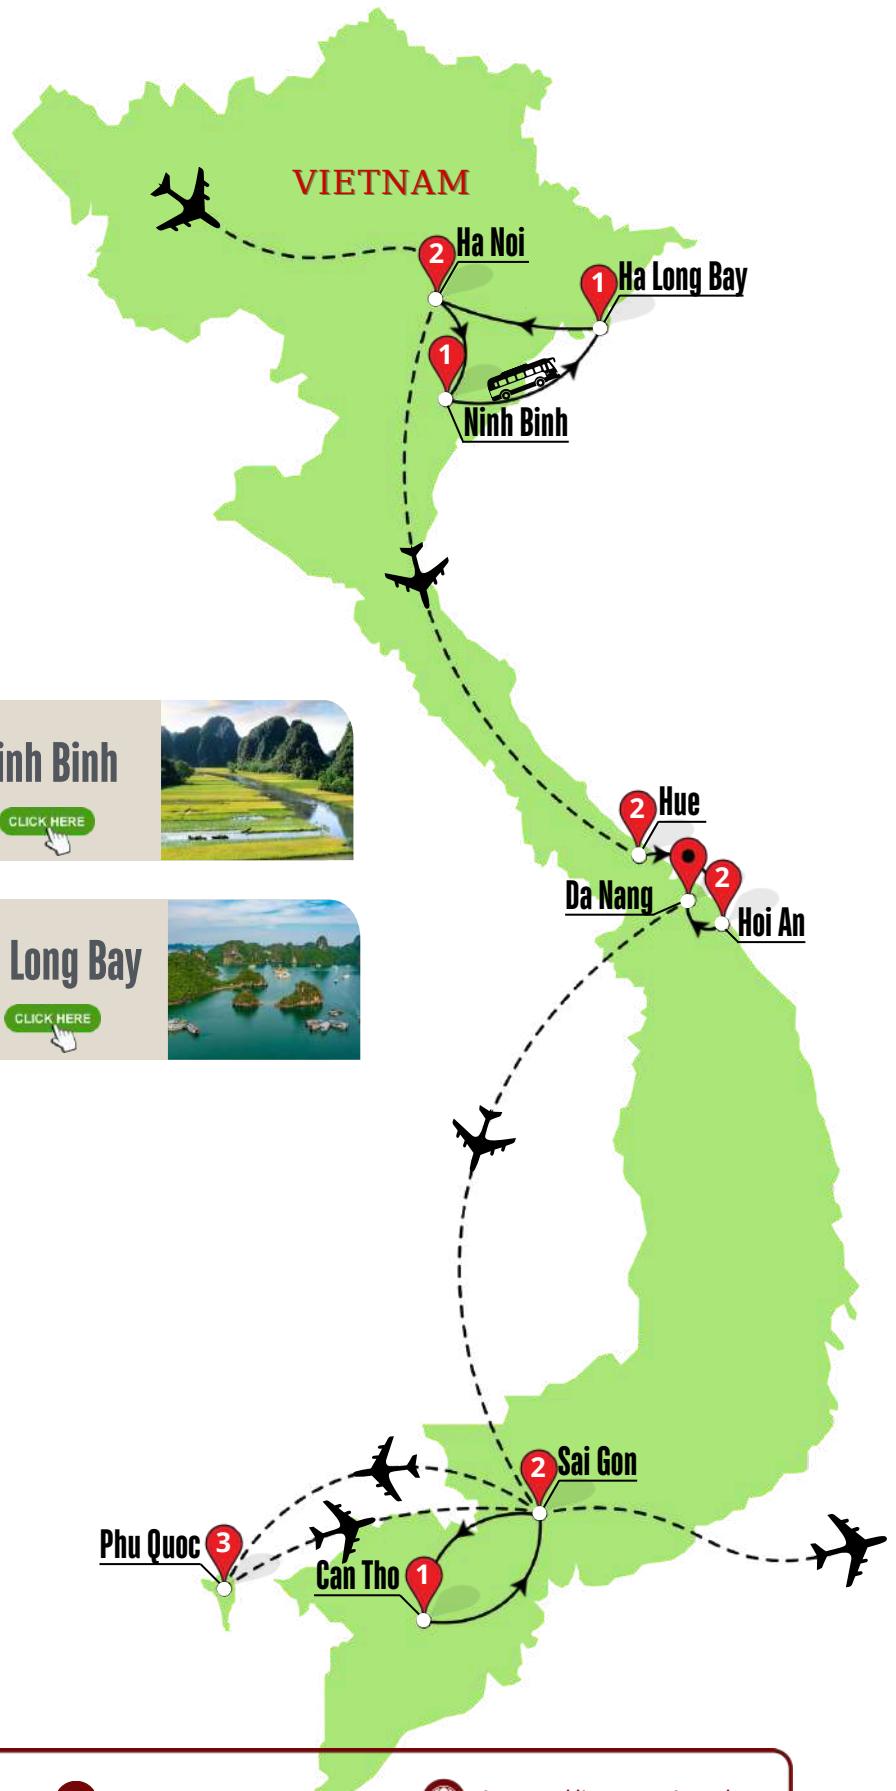 VIETNAM
2
Ha Noi
1
Ha Long Bay
1
Ninh Binh
inh Binh
CLICK HERE
2
Hue
Da Nang
2
Hoi An
Long Bay
CLICK HERE
2
Sai Gon
Phu Quoc
3
Can Tho
1